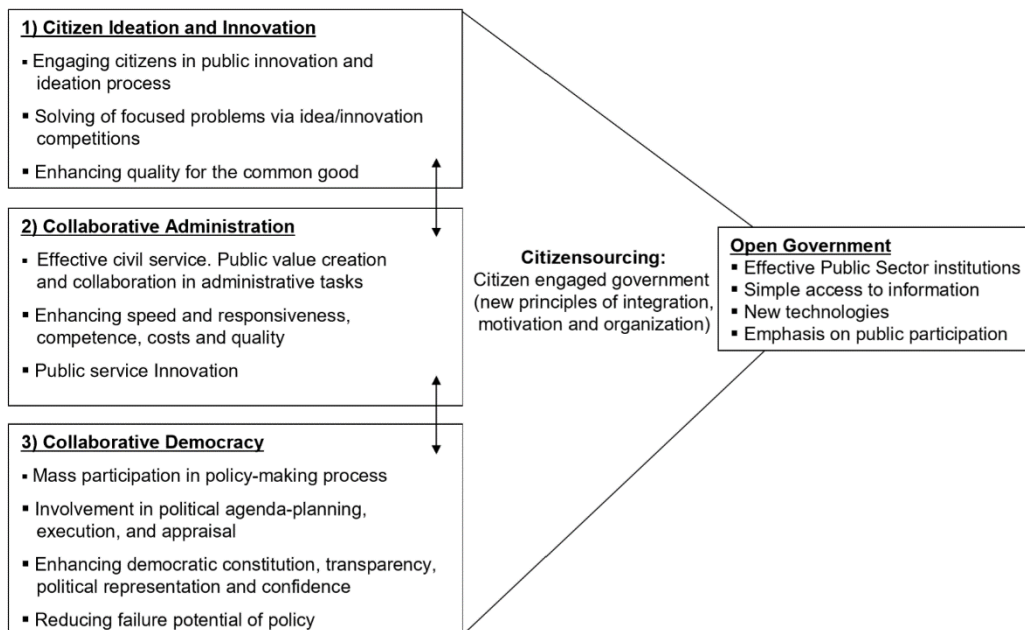 1) Citizen Ideation and Innovation
▪ Engaging citizens in public innovation and
ideation process
▪ Solving of focused problems via idea/innovation
competitions
▪ Enhancing quality for the common good
2) Collaborative Administration
▪ Effective civil service. Public value creation
and collaboration in administrative tasks
▪ Enhancing speed and responsiveness,
competence, costs and quality
▪ Public service Innovation
3) Collaborative Democracy
▪ Mass participation in policy-making process
▪ Involvement in political agenda-planning,
execution, and appraisal
▪ Enhancing democratic constitution, transparency,
political representation and confidence
▪ Reducing failure potential of policy
Citizensourcing:
Citizen engaged government
(new principles of integration,
motivation and organization)
Open Government
▪ Effective Public Sector institutions
▪ Simple access to information
▪ New technologies
▪ Emphasis on public participation